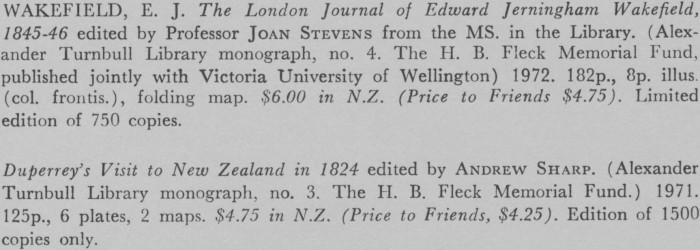 WAKEFIELD, E. J. The London Journal of Edward Jerningham Wakefield,
1845-46 edited by Professor JOAN STEVENS from the MS. in the Library. (Alex-
ander Turnbull Library monograph, no. 4. The H. B. Fleck Memorial Fund,
published jointly with Victoria University of Wellington) 1972. 182p., 8p. illus.
(col. frontis.), folding map. $6.00 in N.Z. (Price to Friends $4.75). Limited
edition of 750 copies.
Duperrey's Visit to New Zealand in 1824 edited by ANDREW SHARP. (Alexander
Turnbull Library monograph, no. 3. The H. B. Fleck Memorial Fund.) 1971.
125p., 6 plates, 2 maps. $4.75 in N.Z. (Price to Friends, $4.25). Edition of 1500
copies only.